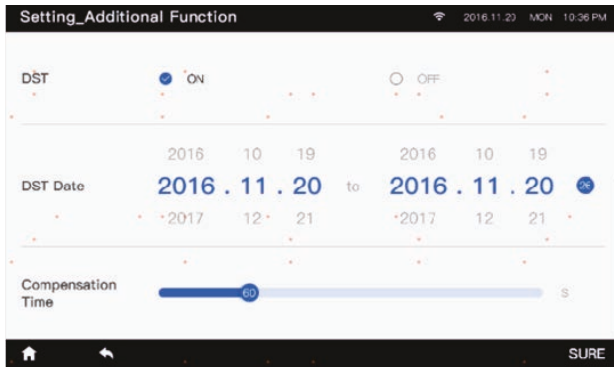 Setting_Additional Function 2016.11.20 MON 10:36 PM
DST ON OFF
2016 10 19 2016 10 19
DST Date 2016 . 11 . 20 to 2016 . 11 . 20
2017 12 21 2017 12 21
Compensation
Time 60 S
SURE